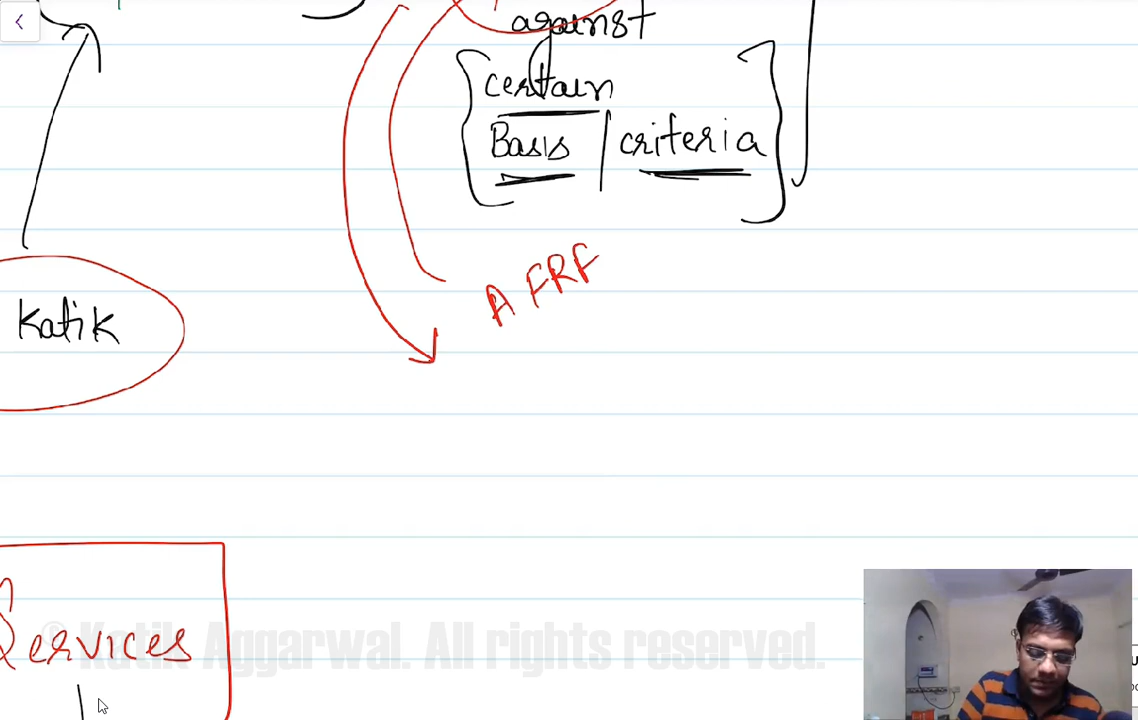 against
certain
Basis | criteria
A FRF
Katik
Services
© Katik Aggarwal. All rights reserved.